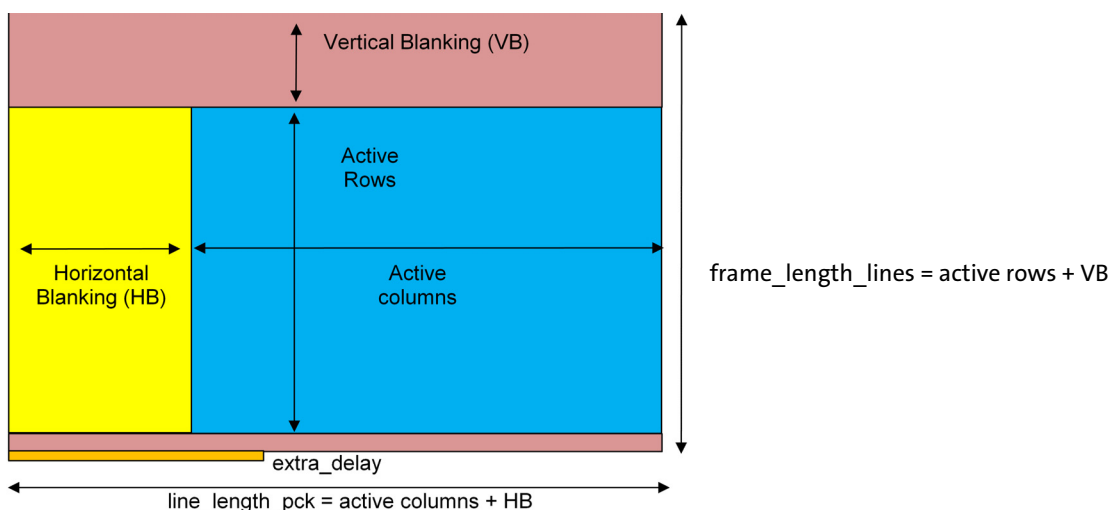 Vertical Blanking (VB)
Active
Rows
Horizontal
Blanking (HB)
Active
columns
frame_length_lines = active rows + VB
extra_delay
line_length_pck = active columns + HB